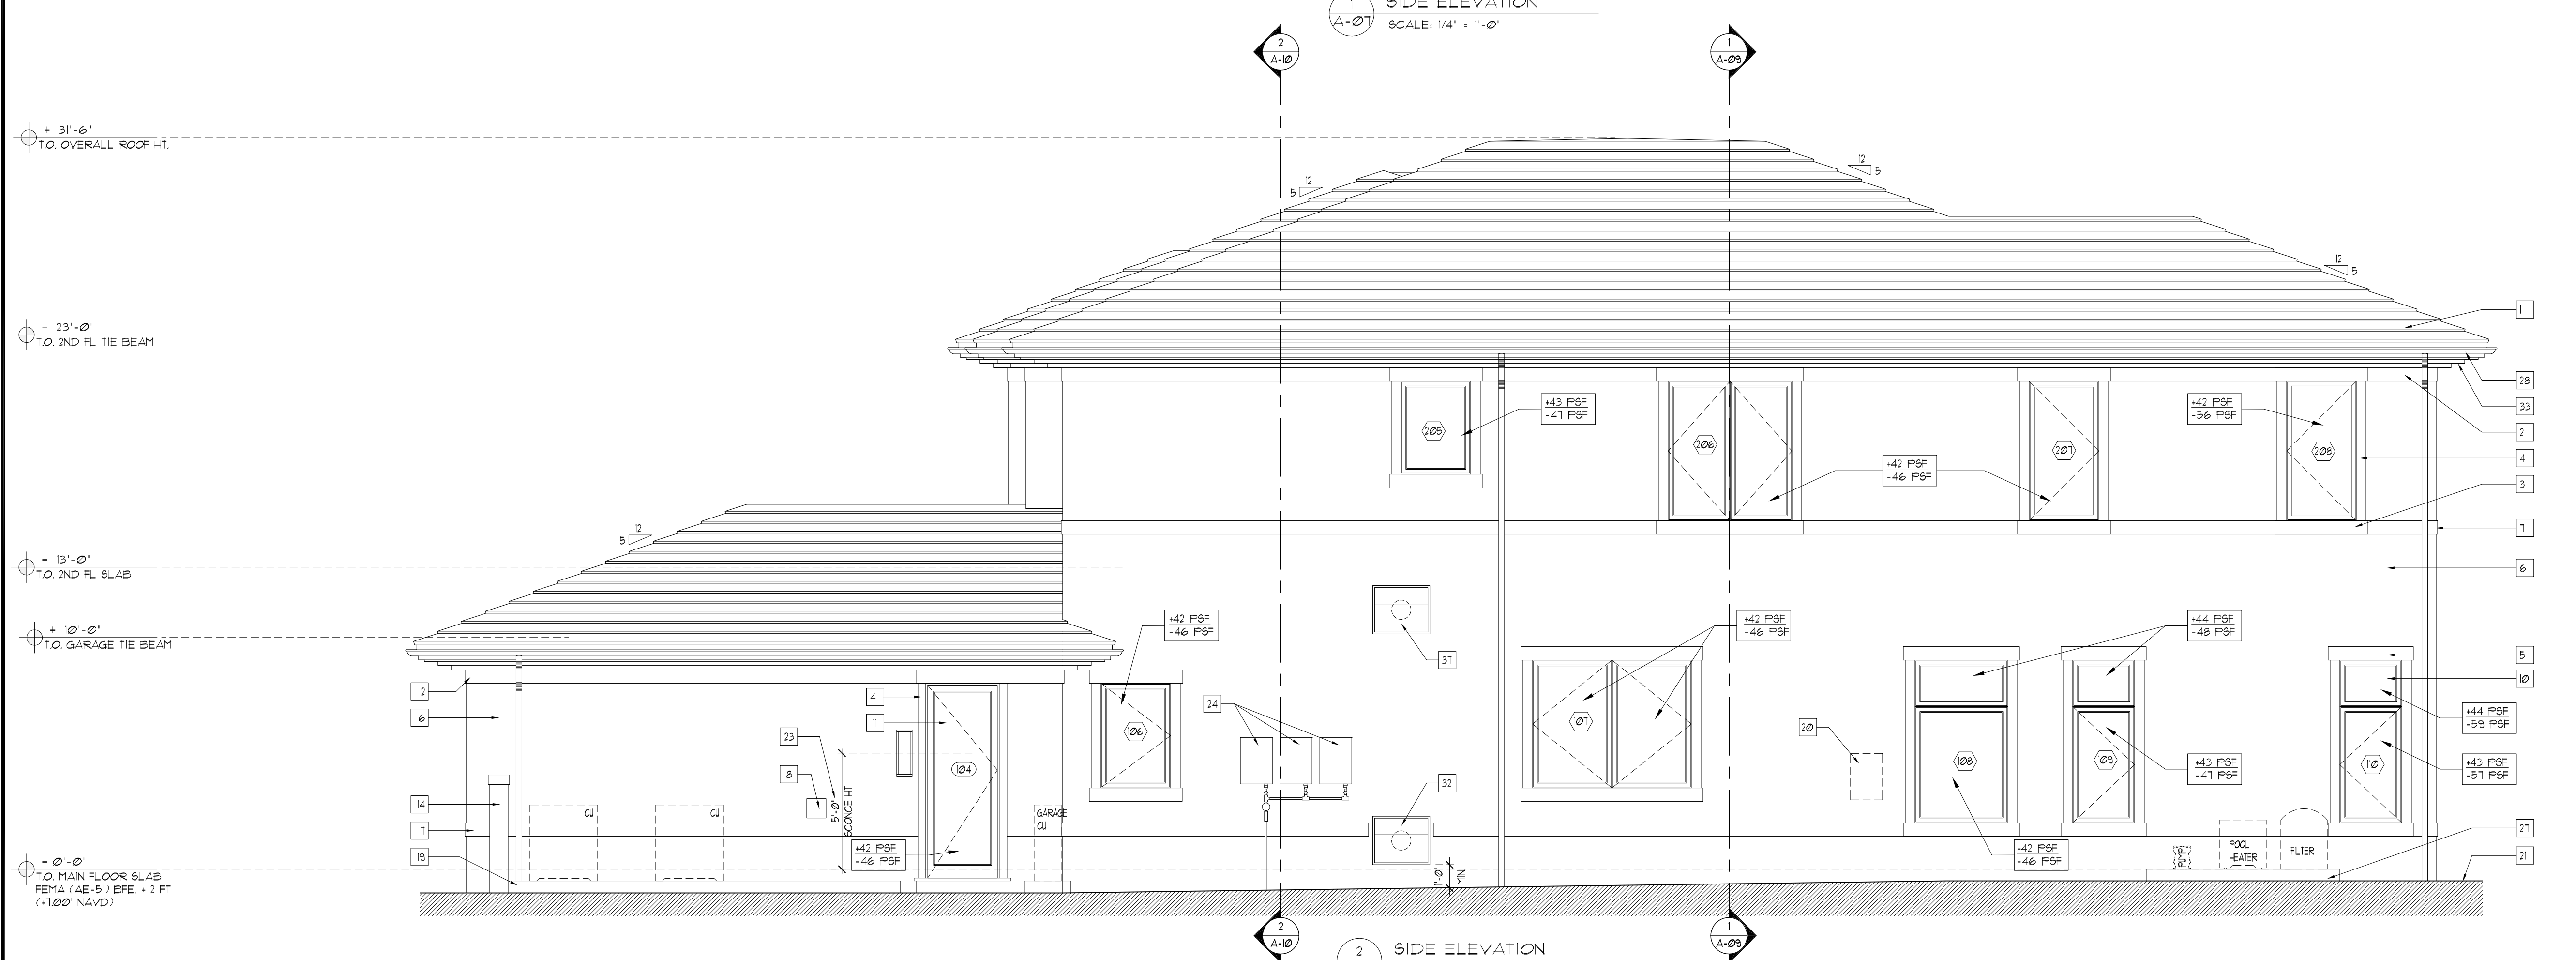 1
SIDE ELEVATION
A-07
SCALE: 1/4" = 1'-0"
2
A-10
1
A-09
+ 31'-6"
T.O. OVERALL ROOF HT.
12
5
12
5
12
5
1
+ 23'-0"
T.O. 2ND FL TIE BEAM
28
33
2
4
3
7
6
+43 PSF
-47 PSF
205
206
207
208
+42 PSF
-56 PSF
+42 PSF
-46 PSF
12
5
+ 13'-0"
T.O. 2ND FL SLAB
+ 10'-0"
T.O. GARAGE TIE BEAM
+42 PSF
-46 PSF
37
+42 PSF
-46 PSF
+44 PSF
-48 PSF
5
10
2
6
4
11
23
8
5'-0"
SCONCE HT
104
106
24
107
20
108
109
110
+44 PSF
-59 PSF
+43 PSF
-47 PSF
+43 PSF
-57 PSF
14
7
19
CU
CU
GARAGE
CU
32
+42 PSF
-46 PSF
1'-0"
MIN.
+42 PSF
-46 PSF
PUMP
POOL
HEATER
FILTER
27
21
+ 0'-0"
T.O. MAIN FLOOR SLAB
FEMA (AE-5') BFE. + 2 FT
(+7.00' NAVD)
2
A-10
1
A-09
2
SIDE ELEVATION